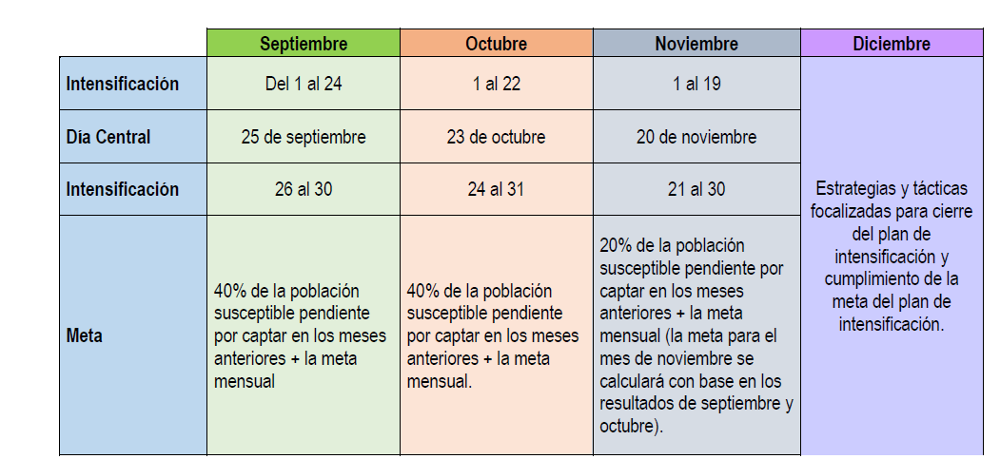 Septiembre Octubre Noviembre Diciembre
Intensificación Del 1 al 24 1 al 22 1 al 19
Día Central 25 de septiembre 23 de octubre 20 de noviembre
Intensificación 26 al 30 24 al 31 21 al 30
Meta
40% de la población
susceptible pendiente
por captar en los meses
anteriores + la meta
mensual
40% de la población
susceptible pendiente
por captar en los meses
anteriores + la meta
mensual.
20% de la población
susceptible pendiente por
captar en los meses
anteriores + la meta
mensual (la meta para el
mes de noviembre se
calculará con base en los
resultados de septiembre y
octubre).
Estrategias y tácticas
focalizadas para cierre
del plan de
intensificación y
cumplimiento de la
meta del plan de
intensificación.